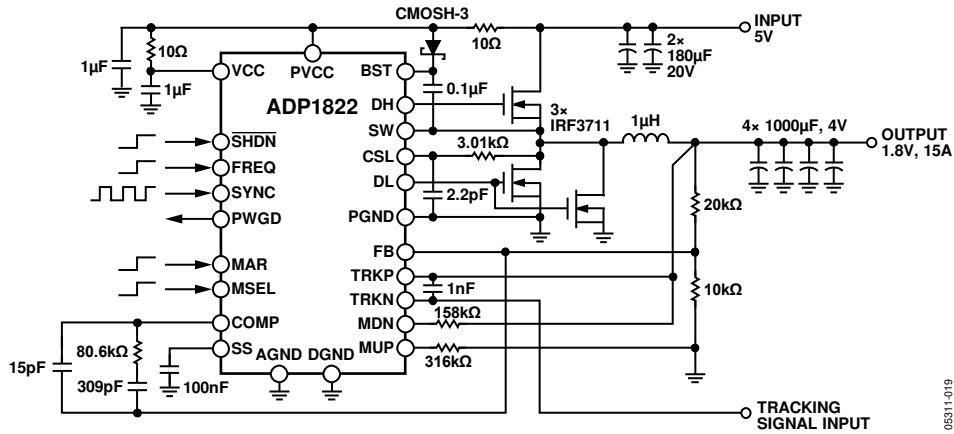 CMOSH-3
INPUT
5V
10Ω
10Ω
2×
180µF
20V
1µF
VCC
PVCC
BST
1µF
0.1µF
ADP1822
DH
3×
IRF3711
1µH
SW
4× 1000µF, 4V
OUTPUT
1.8V, 15A
SHDN
3.01kΩ
CSL
FREQ
DL
SYNC
2.2pF
20kΩ
PWGD
PGND
FB
MAR
TRKP
MSEL
1nF
10kΩ
TRKN
158kΩ
COMP
MDN
80.6kΩ
SS
MUP
316kΩ
AGND DGND
15pF
309pF
100nF
TRACKING
SIGNAL INPUT
05311-019